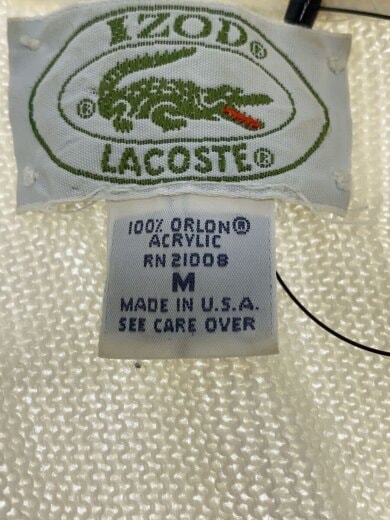 IZOD®
®
LACOSTE®
100% ORLON®
ACRYLIC
RN 21008
M
MADE IN U.S.A.
SEE CARE OVER